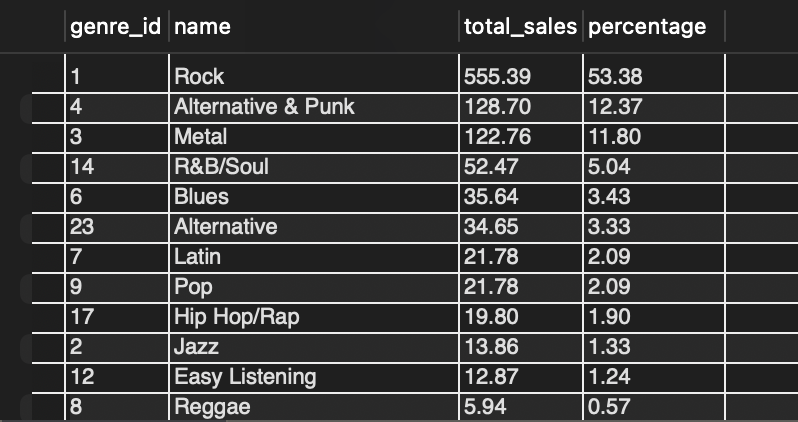 genre_id name total_sales percentage
1 Rock 555.39 53.38
4 Alternative & Punk 128.70 12.37
3 Metal 122.76 11.80
14 R&B/Soul 52.47 5.04
6 Blues 35.64 3.43
23 Alternative 34.65 3.33
7 Latin 21.78 2.09
9 Pop 21.78 2.09
17 Hip Hop/Rap 19.80 1.90
2 Jazz 13.86 1.33
12 Easy Listening 12.87 1.24
8 Reggae 5.94 0.57